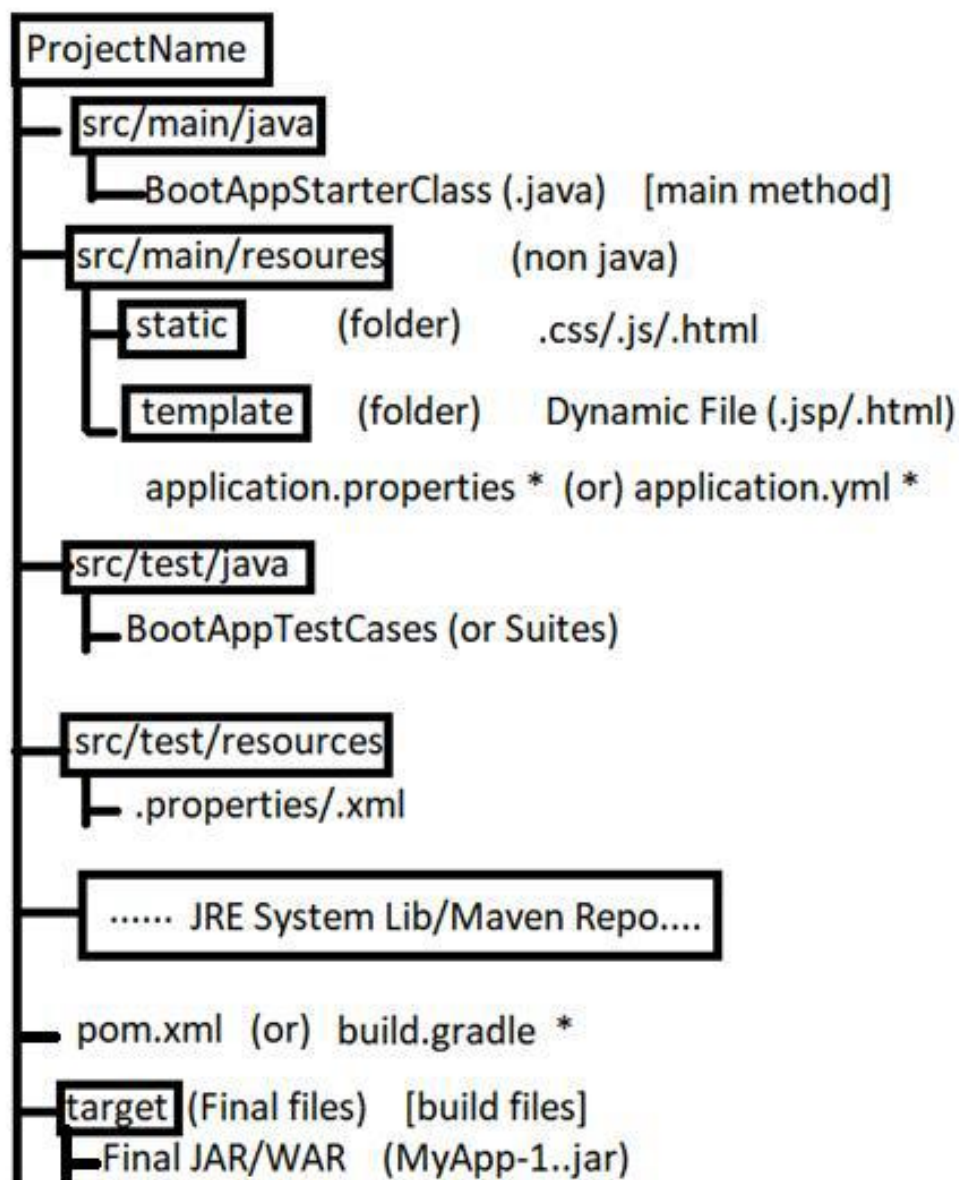 ProjectName
src/main/java
BootAppStarterClass (.java) [main method]
src/main/resoures (non java)
static (folder) .css/.js/.html
template (folder) Dynamic File (.jsp/.html)
application.properties * (or) application.yml *
src/test/java
BootAppTestCases (or Suites)
src/test/resources
.properties/.xml
...... JRE System Lib/Maven Repo....
pom.xml (or) build.gradle *
target (Final files) [build files]
Final JAR/WAR (MyApp-1..jar)